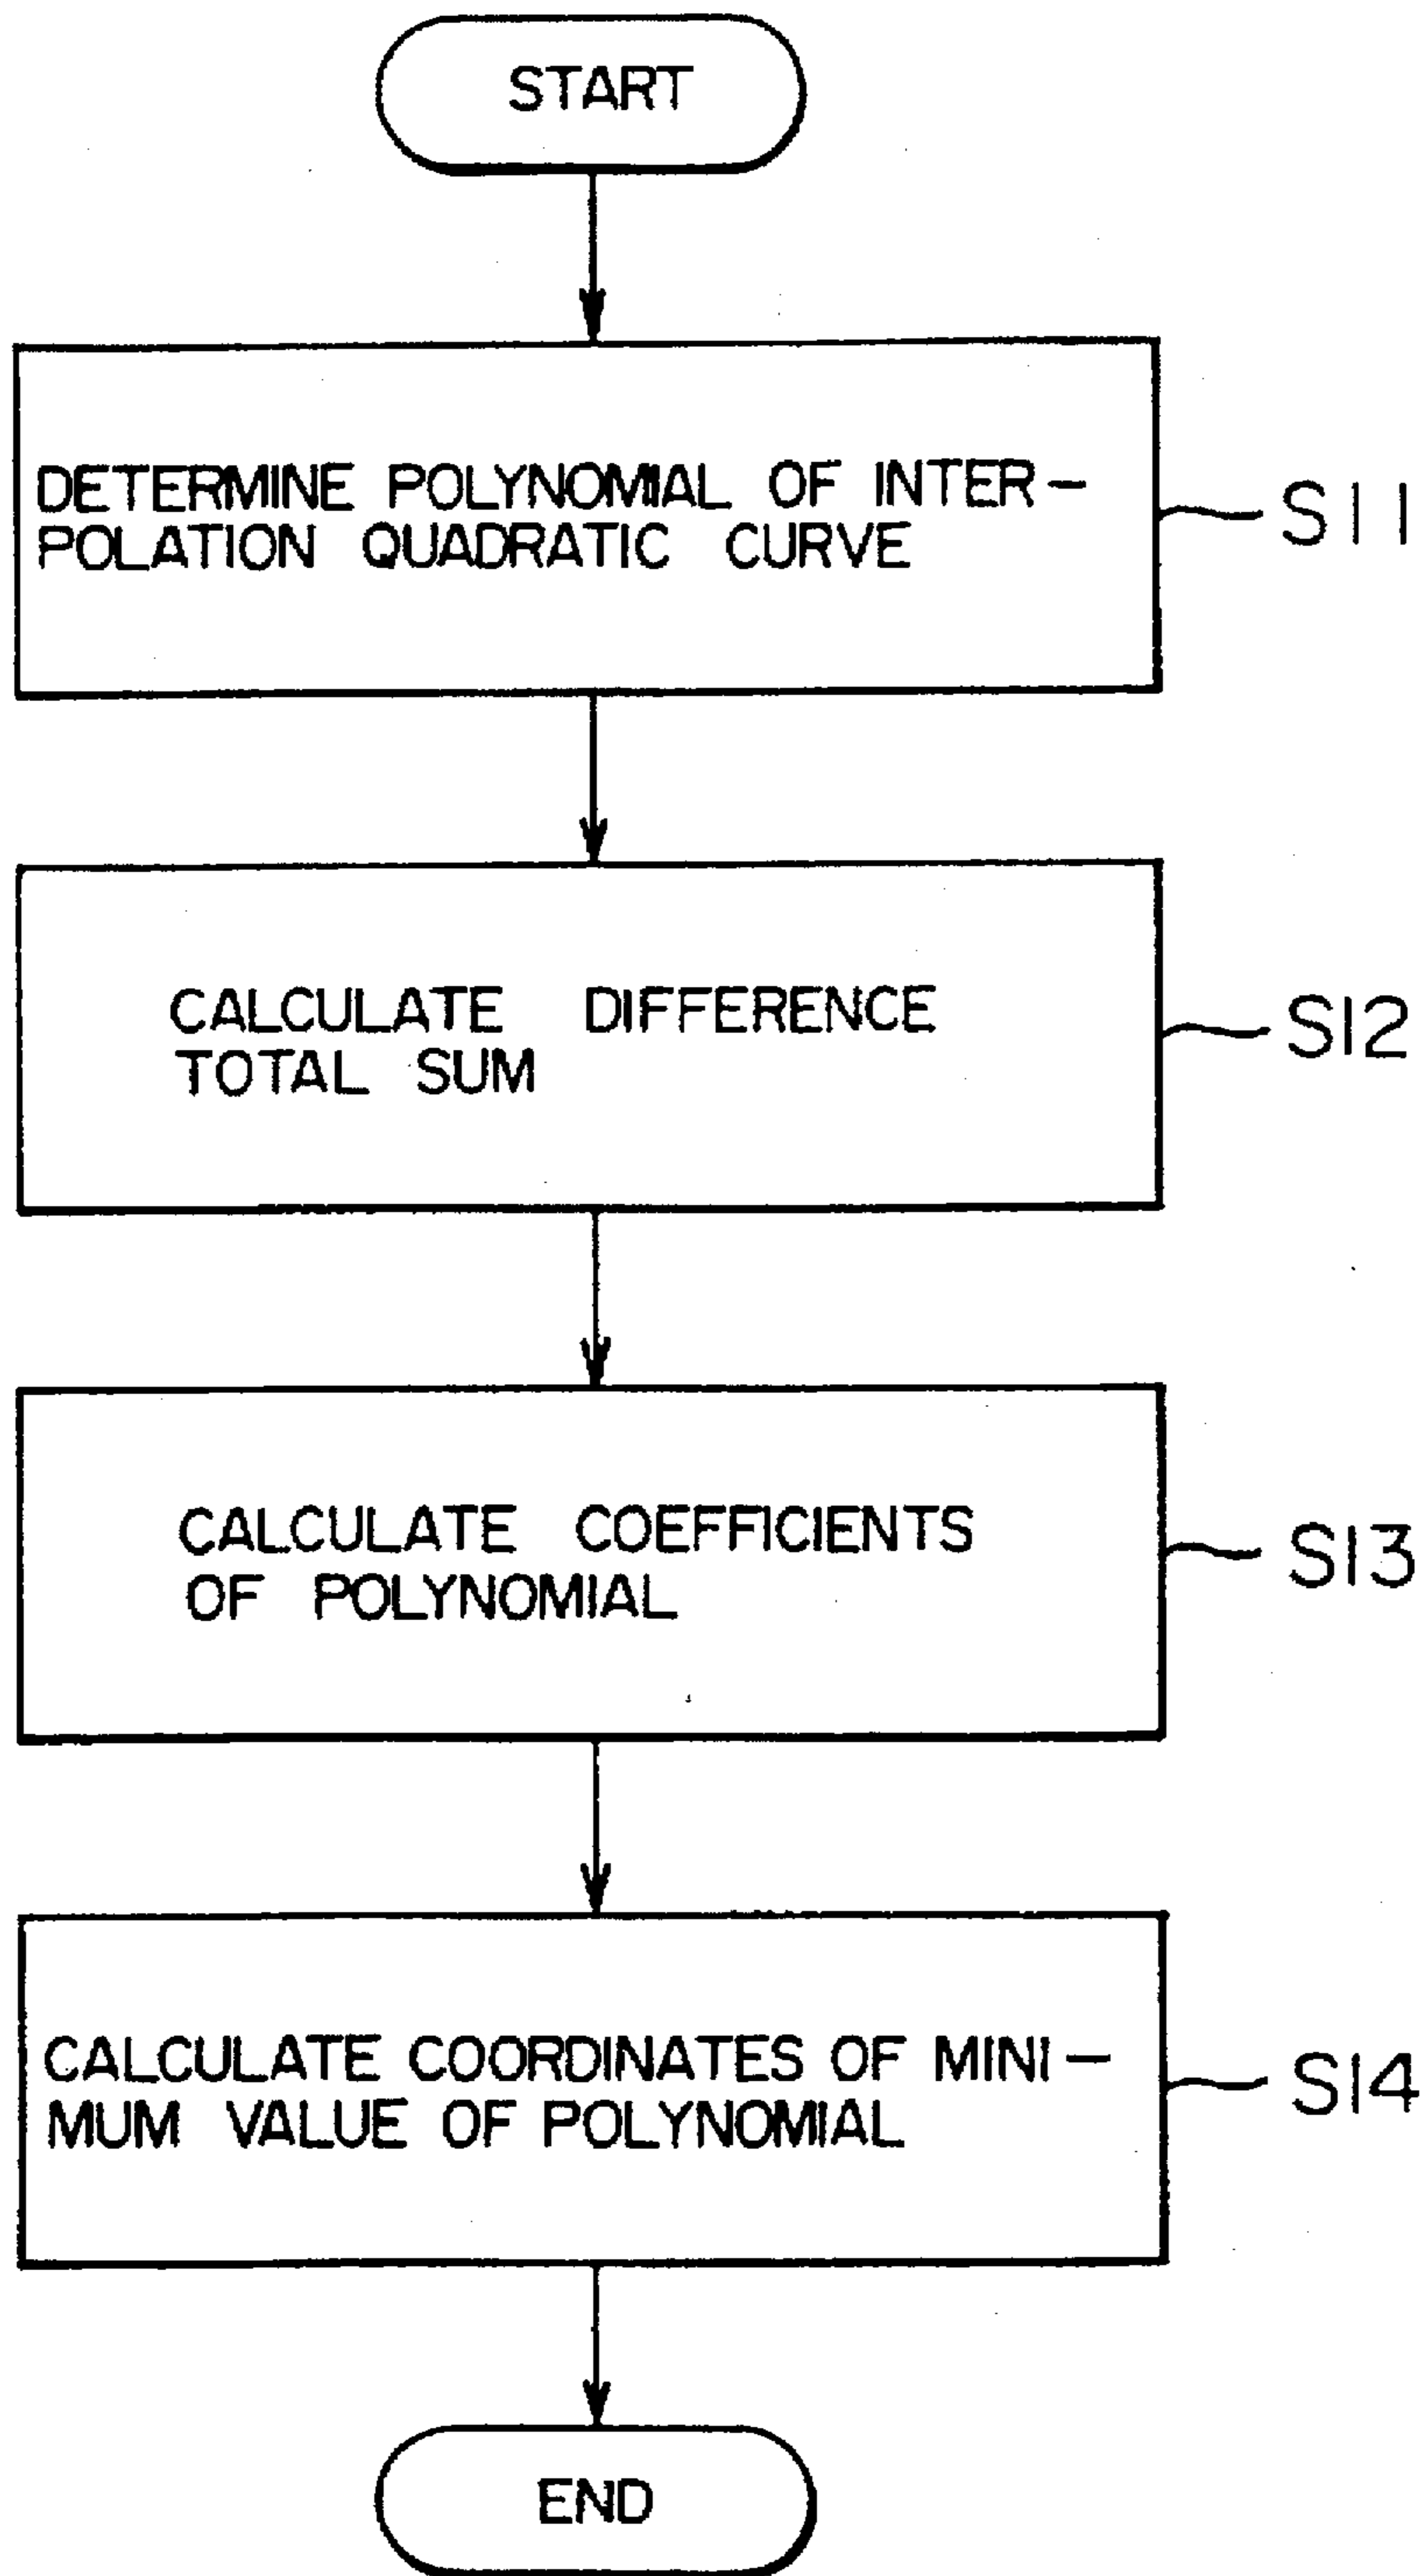 START
DETERMINE POLYNOMIAL OF INTER-
POLATION QUADRATIC CURVE
S11
CALCULATE DIFFERENCE
TOTAL SUM
S12
CALCULATE COEFFICIENTS
OF POLYNOMIAL
S13
CALCULATE COORDINATES OF MINI-
MUM VALUE OF POLYNOMIAL
S14
END